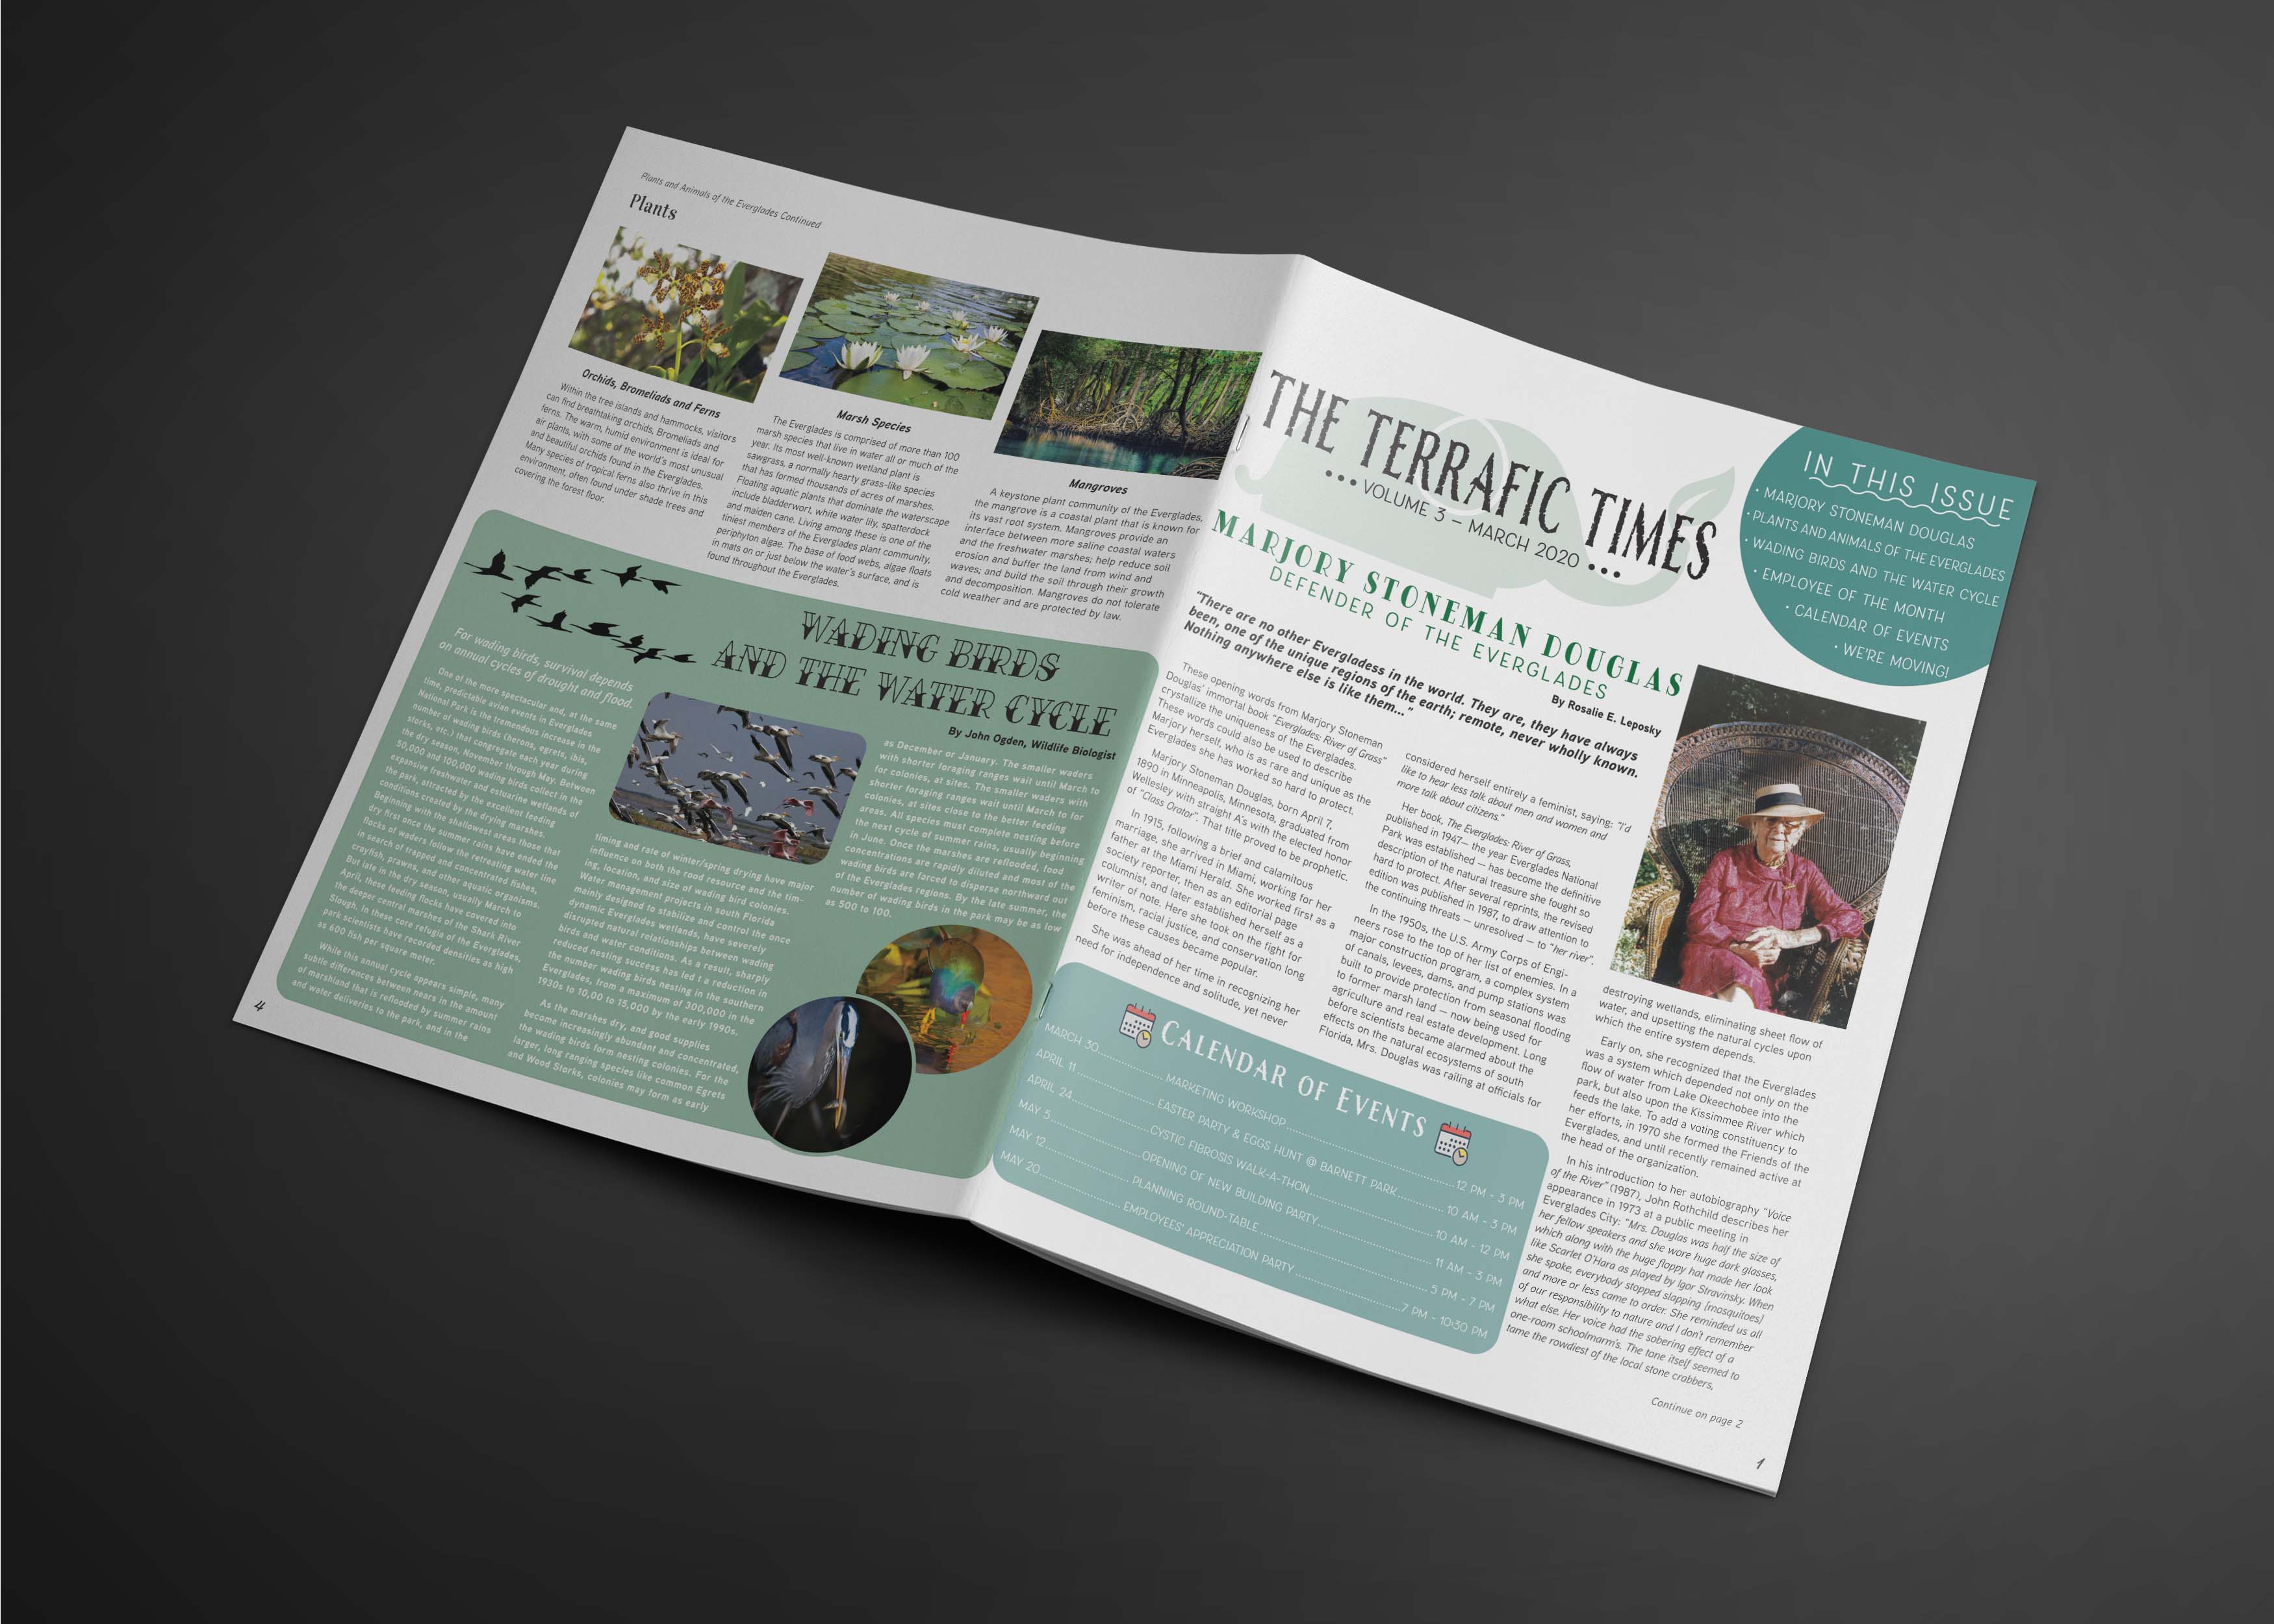 Plants and Animals of the Everglades Continued
Plants
Orchids, Bromeliads and Ferns
Within the tree islands and hammocks, visitors
can find breathtaking orchids, Bromeliads and
ferns. The warm, humid environment is ideal for
air plants, with some of the world's most unusual
and beautiful orchids found in the Everglades.
Many species of tropical ferns also thrive in this
environment, often found under shade trees and
covering the forest floor.
Marsh Species
The Everglades is comprised of more than 100
marsh species that live in water all or much of the
year. Its most well-known wetland plant is
sawgrass, a normally hearty grass-like species
that has formed thousands of acres of marshes.
Floating aquatic plants that dominate the waterscape
include bladderwort, white water lily, spatterdock
and maiden cane. Living among these is one of the
tiniest members of the Everglades plant community,
periphyton algae. The base of food webs, algae floats
in mats on or just below the water's surface, and is
found throughout the Everglades.
Mangroves
A keystone plant community of the Everglades,
the mangrove is a coastal plant that is known for
its vast root system. Mangroves provide an
interface between more saline coastal waters
and the freshwater marshes; help reduce soil
erosion and buffer the land from wind and
waves; and build the soil through their growth
and decomposition. Mangroves do not tolerate
cold weather and are protected by law.
WADING BIRDS
AND THE WATER CYCLE
By John Ogden, Wildlife Biologist
For wading birds, survival depends
on annual cycles of drought and flood.
One of the more spectacular and, at the same
time, predictable avian events in Everglades
National Park is the tremendous increase in the
number of wading birds (herons, egrets, ibis,
storks, etc.) that congregate each year during
the dry season, November through May. Between
50,000 and 100,000 wading birds collect in the
expansive freshwater and estuarine wetlands of
the park, attracted by the excellent feeding
conditions created by the drying marshes.
Beginning with the shallowest areas those that
dry first once the summer rains have ended the
flocks of waders follow the retreating water line
in search of trapped and concentrated fishes,
crayfish, prawns, and other aquatic organisms.
But late in the dry season, usually March to
April, these feeding flocks have covered into
the deeper central marshes of the Shark River
Slough. In these core refugia of the Everglades,
park scientists have recorded densities as high
as 600 fish per square meter.
While this annual cycle appears simple, many
subtle differences between nears in the amount
of marshland that is reflooded by summer rains
and water deliveries to the park, and in the
timing and rate of winter/spring drying have major
influence on both the rood resource and the tim-
ing, location, and size of wading bird colonies.
Water management projects in south Florida
mainly designed to stabilize and control the once
dynamic Everglades wetlands, have severely
disrupted natural relationships between wading
birds and water conditions. As a result, sharply
reduced nesting success has led t a reduction in
the number wading birds nesting in the southern
Everglades, from a maximum of 300,000 in the
1930s to 10,00 to 15,000 by the early 1990s.
As the marshes dry, and good supplies
become increasingly abundant and concentrated,
the wading birds form nesting colonies. For the
larger, long ranging species like common Egrets
and Wood Storks, colonies may form as early
as December or January. The smaller waders
with shorter foraging ranges wait until March to
for colonies, at sites. The smaller waders with
shorter foraging ranges wait until March to for
colonies, at sites close to the better feeding
areas. All species must complete nesting before
the next cycle of summer rains, usually beginning
in June. Once the marshes are reflooded, food
concentrations are rapidly diluted and most of the
wading birds are forced to disperse northward out
of the Everglades regions. By the late summer, the
number of wading birds in the park may be as low
as 500 to 100.
4
THE TERRAFIC TIMES
...VOLUME 3 – MARCH 2020...
IN THIS ISSUE
• MARJORY STONEMAN DOUGLAS
• PLANTS AND ANIMALS OF THE EVERGLADES
• WADING BIRDS AND THE WATER CYCLE
• EMPLOYEE OF THE MONTH
• CALENDAR OF EVENTS
• WE'RE MOVING!
MARJORY STONEMAN DOUGLAS
DEFENDER OF THE EVERGLADES
By Rosalie E. Leposky
"There are no other Evergladess in the world. They are, they have always
been, one of the unique regions of the earth; remote, never wholly known.
Nothing anywhere else is like them..."
These opening words from Marjory Stoneman
Douglas' immortal book "Everglades: River of Grass"
crystallize the uniqueness of the Everglades.
These words could also be used to describe
Marjory herself, who is as rare and unique as the
Everglades she has worked so hard to protect.
Marjory Stoneman Douglas, born April 7,
1890 in Minneapolis, Minnesota, graduated from
Wellesley with straight A's with the elected honor
of "Class Orator". That title proved to be prophetic.
In 1915, following a brief and calamitous
marriage, she arrived in Miami, working for her
father at the Miami Herald. She worked first as a
society reporter, then as an editorial page
columnist, and later established herself as a
writer of note. Here she took on the fight for
feminism, racial justice, and conservation long
before these causes became popular.
She was ahead of her time in recognizing her
need for independence and solitude, yet never
considered herself entirely a feminist, saying: "I'd
like to hear less talk about men and women and
more talk about citizens."
Her book, The Everglades: River of Grass,
published in 1947— the year Everglades National
Park was established — has become the definitive
description of the natural treasure she fought so
hard to protect. After several reprints, the revised
edition was published in 1987, to draw attention to
the continuing threats — unresolved — to "her river".
In the 1950s, the U.S. Army Corps of Engi-
neers rose to the top of her list of enemies. In a
major construction program, a complex system
of canals, levees, dams, and pump stations was
built to provide protection from seasonal flooding
to former marsh land — now being used for
agriculture and real estate development. Long
before scientists became alarmed about the
effects on the natural ecosystems of south
Florida, Mrs. Douglas was railing at officials for
destroying wetlands, eliminating sheet flow of
water, and upsetting the natural cycles upon
which the entire system depends.
Early on, she recognized that the Everglades
was a system which depended not only on the
flow of water from Lake Okeechobee into the
park, but also upon the Kissimmee River which
feeds the lake. To add a voting constituency to
her efforts, in 1970 she formed the Friends of the
Everglades, and until recently remained active at
the head of the organization.
In his introduction to her autobiography "Voice
of the River" (1987), John Rothchild describes her
appearance in 1973 at a public meeting in
Everglades City: "Mrs. Douglas was half the size of
her fellow speakers and she wore huge dark glasses,
which along with the huge floppy hat made her look
like Scarlet O'Hara as played by Igor Stravinsky. When
she spoke, everybody stopped slapping [mosquitoes]
and more or less came to order. She reminded us all
of our responsibility to nature and I don't remember
what else. Her voice had the sobering effect of a
one-room schoolmarm's. The tone itself seemed to
tame the rowdiest of the local stone crabbers,
Continue on page 2
CALENDAR OF EVENTS
MARCH 30 MARKETING WORKSHOP 12 PM - 3 PM
APRIL 11 EASTER PARTY & EGGS HUNT @ BARNETT PARK 10 AM - 3 PM
APRIL 24 CYSTIC FIBROSIS WALK-A-THON 10 AM - 12 PM
MAY 5 OPENING OF NEW BUILDING PARTY 11 AM - 3 PM
MAY 12 PLANNING ROUND-TABLE 5 PM - 7 PM
MAY 20 EMPLOYEES' APPRECIATION PARTY 7 PM - 10:30 PM
1